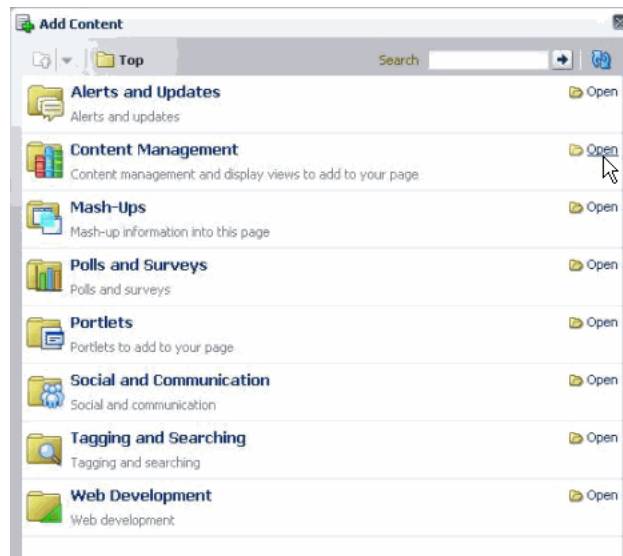 Add Content
Top Search
Alerts and Updates Open
Alerts and updates
Content Management Open
Content management and display views to add to your page
Mash-Ups Open
Mash-up information into this page
Polls and Surveys Open
Polls and surveys
Portlets Open
Portlets to add to your page
Social and Communication Open
Social and communication
Tagging and Searching Open
Tagging and searching
Web Development Open
Web development